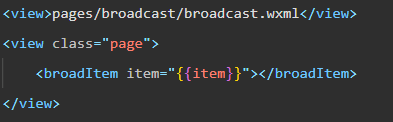 <view>pages/broadcast/broadcast.wxml</view>
<view class="page">
<broadItem item="{{item}}"></broadItem>
</view>